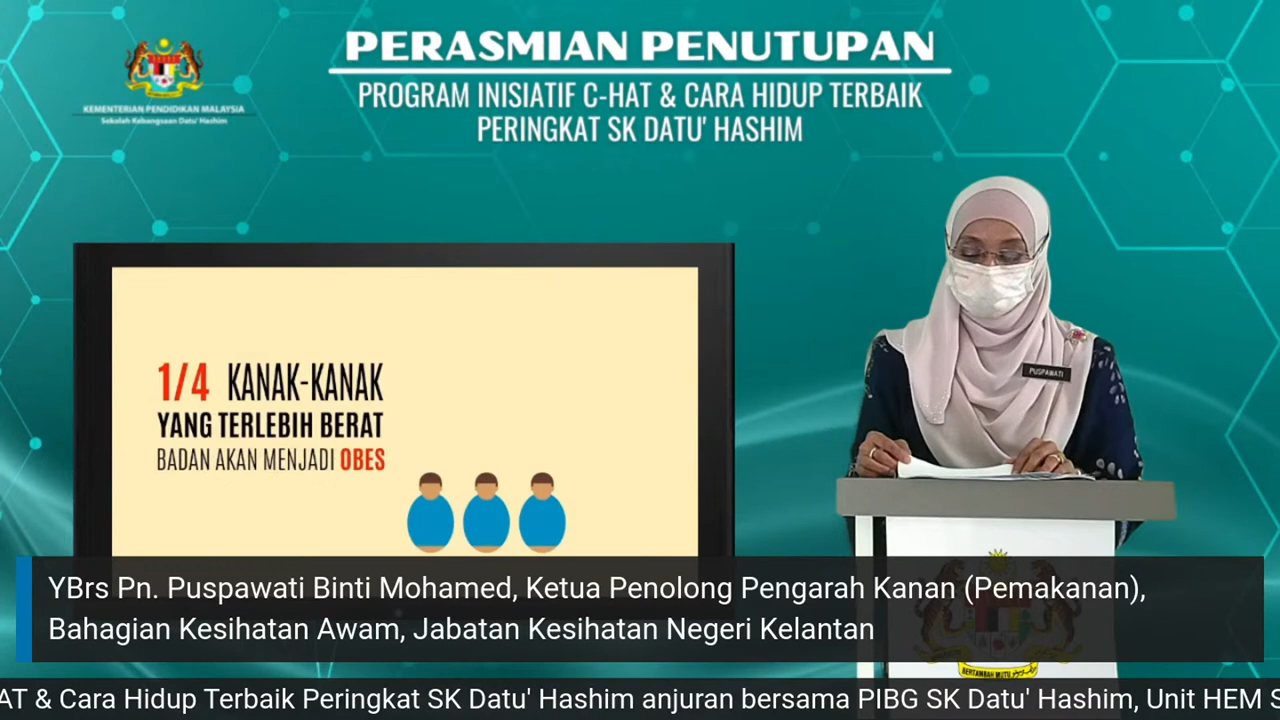 PERASMIAN PENUTUPAN
PROGRAM INISIATIF C-HAT & CARA HIDUP TERBAIK
PERINGKAT SK DATU' HASHIM
KEMENTERIAN PENDIDIKAN MALAYSIA
Sekolah Kebangsaan Datu' Hashim
1/4 KANAK-KANAK
YANG TERLEBIH BERAT
BADAN AKAN MENJADI OBES
PUSPAWATI
YBrs Pn. Puspawati Binti Mohamed, Ketua Penolong Pengarah Kanan (Pemakanan),
Bahagian Kesihatan Awam, Jabatan Kesihatan Negeri Kelantan
BERTAMBAH MUTU
AT & Cara Hidup Terbaik Peringkat SK Datu' Hashim anjuran bersama PIBG SK Datu' Hashim, Unit HEM S